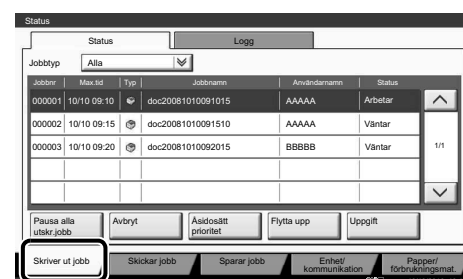 Status
Status Logg
Jobbtyp Alla
Jobbnr Max.tid Typ Jobbnamn Användarnamn Status
000001 10/10 09:10 doc20081010091015 AAAAA Arbetar
000002 10/10 09:15 doc20081010091510 AAAAA Väntar
000003 10/10 09:20 doc20081010092015 BBBBB Väntar
1/1
Pausa alla utskr.jobb Avbryt Åsidosätt prioritet Flytta upp Uppgift
Skriver ut jobb Skickar jobb Sparar jobb Enhet/ kommunikation Papper/ förbrukningsmat.